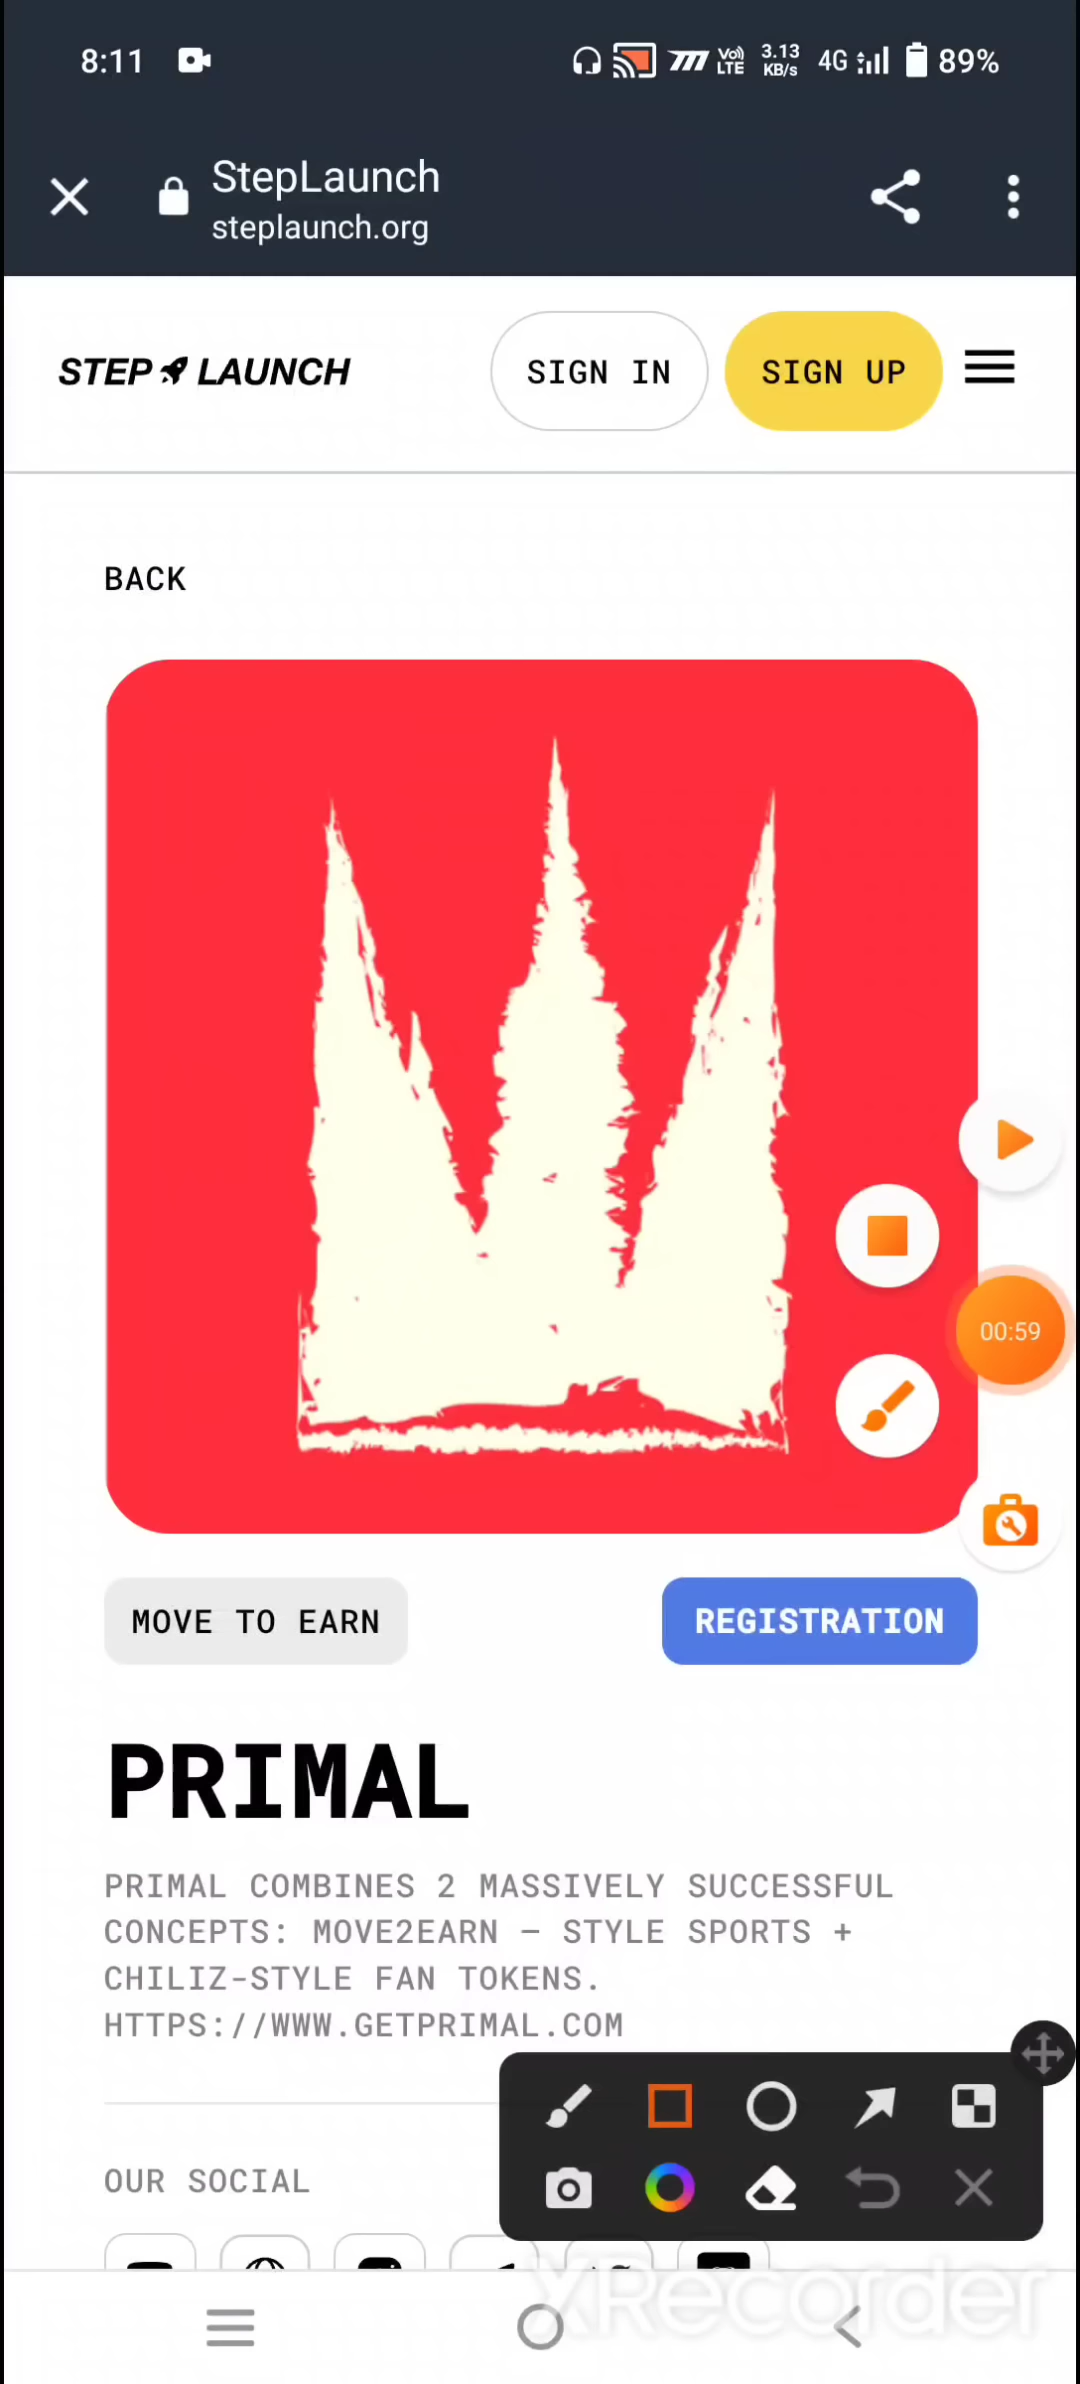 8:11
Vo))
LTE
3.13
KB/s
4G
89%
StepLaunch
steplaunch.org
STEP LAUNCH
SIGN IN
SIGN UP
BACK
00:59
MOVE TO EARN
REGISTRATION
PRIMAL
PRIMAL COMBINES 2 MASSIVELY SUCCESSFUL
CONCEPTS: MOVE2EARN – STYLE SPORTS +
CHILIZ-STYLE FAN TOKENS.
HTTPS://WWW.GETPRIMAL.COM
OUR SOCIAL
XRecorder